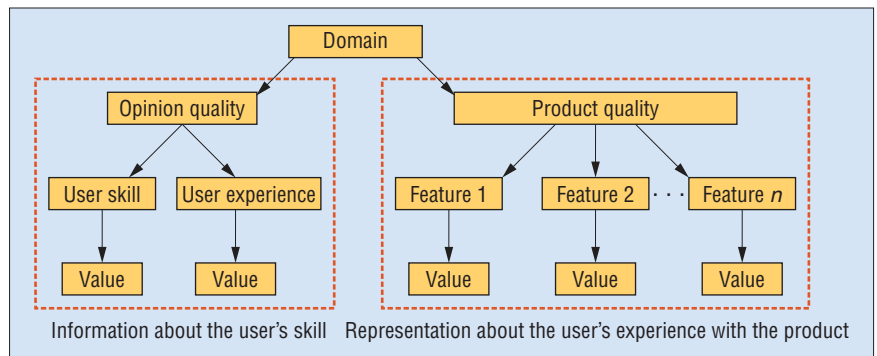 Domain
Opinion quality
Product quality
User skill
User experience
Feature 1
Feature 2
· · ·
Feature n
Value
Value
Value
Value
Value
Information about the user's skill
Representation about the user's experience with the product